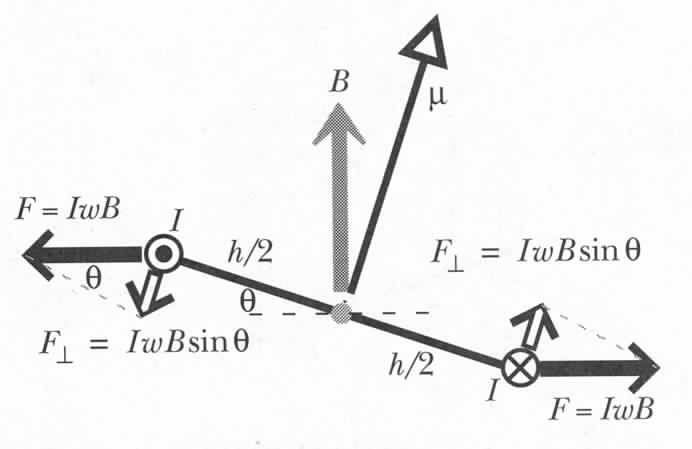 B
μ
F = IwB
I
h/2
F⊥ = IwB sin θ
θ
θ
F⊥ = IwB sin θ
h/2
I
F = IwB